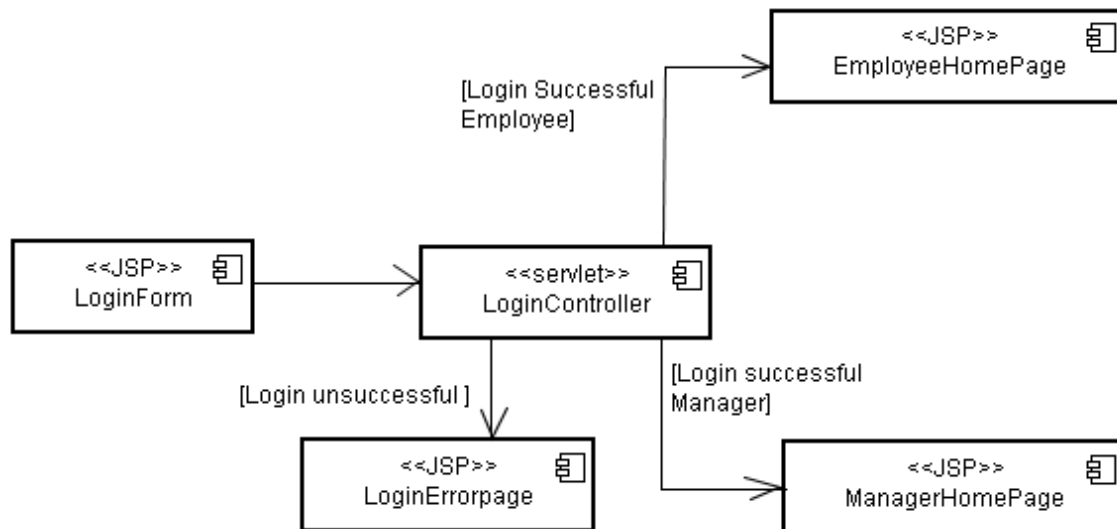 <<JSP>>
EmployeeHomePage
[Login Successful
Employee]
<<JSP>>
LoginForm
<<servlet>>
LoginController
[Login unsuccessful ]
[Login successful
Manager]
<<JSP>>
LoginErrorpage
<<JSP>>
ManagerHomePage